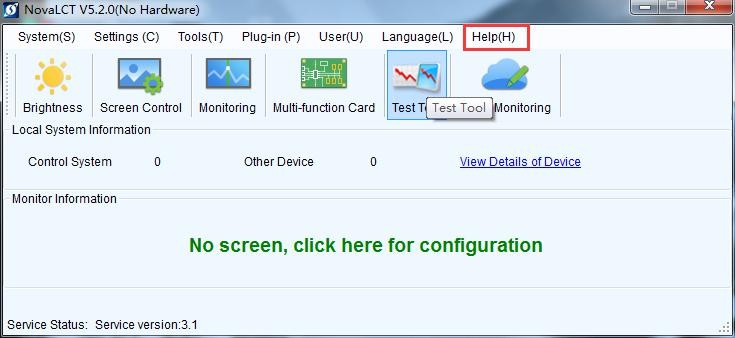 NovaLCT V5.2.0(No Hardware)
System(S) Settings (C) Tools(T) Plug-in (P) User(U) Language(L) Help(H)
Brightness Screen Control Monitoring Multi-function Card Test T Test Tool Monitoring
Local System Information
Control System 0 Other Device 0 View Details of Device
Monitor Information
No screen, click here for configuration
Service Status: Service version:3.1